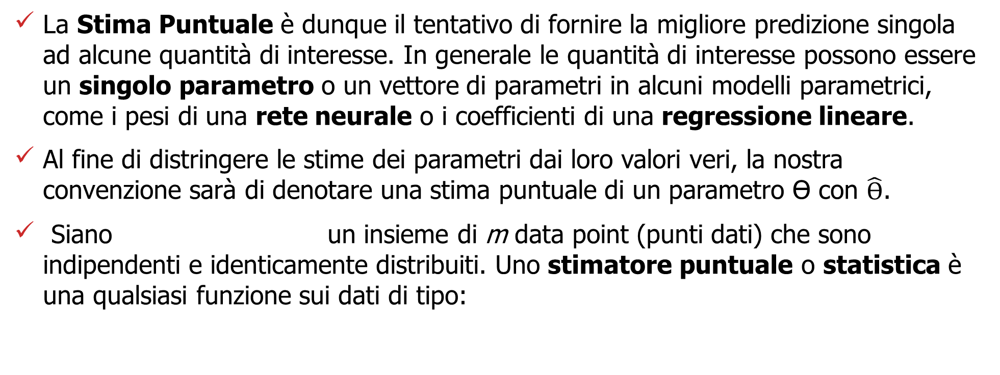 ✓ La Stima Puntuale è dunque il tentativo di fornire la migliore predizione singola
ad alcune quantità di interesse. In generale le quantità di interesse possono essere
un singolo parametro o un vettore di parametri in alcuni modelli parametrici,
come i pesi di una rete neurale o i coefficienti di una regressione lineare.
✓ Al fine di distringere le stime dei parametri dai loro valori veri, la nostra
convenzione sarà di denotare una stima puntuale di un parametro Ɵ con θ̂.
✓ Siano un insieme di m data point (punti dati) che sono
indipendenti e identicamente distribuiti. Uno stimatore puntuale o statistica è
una qualsiasi funzione sui dati di tipo: